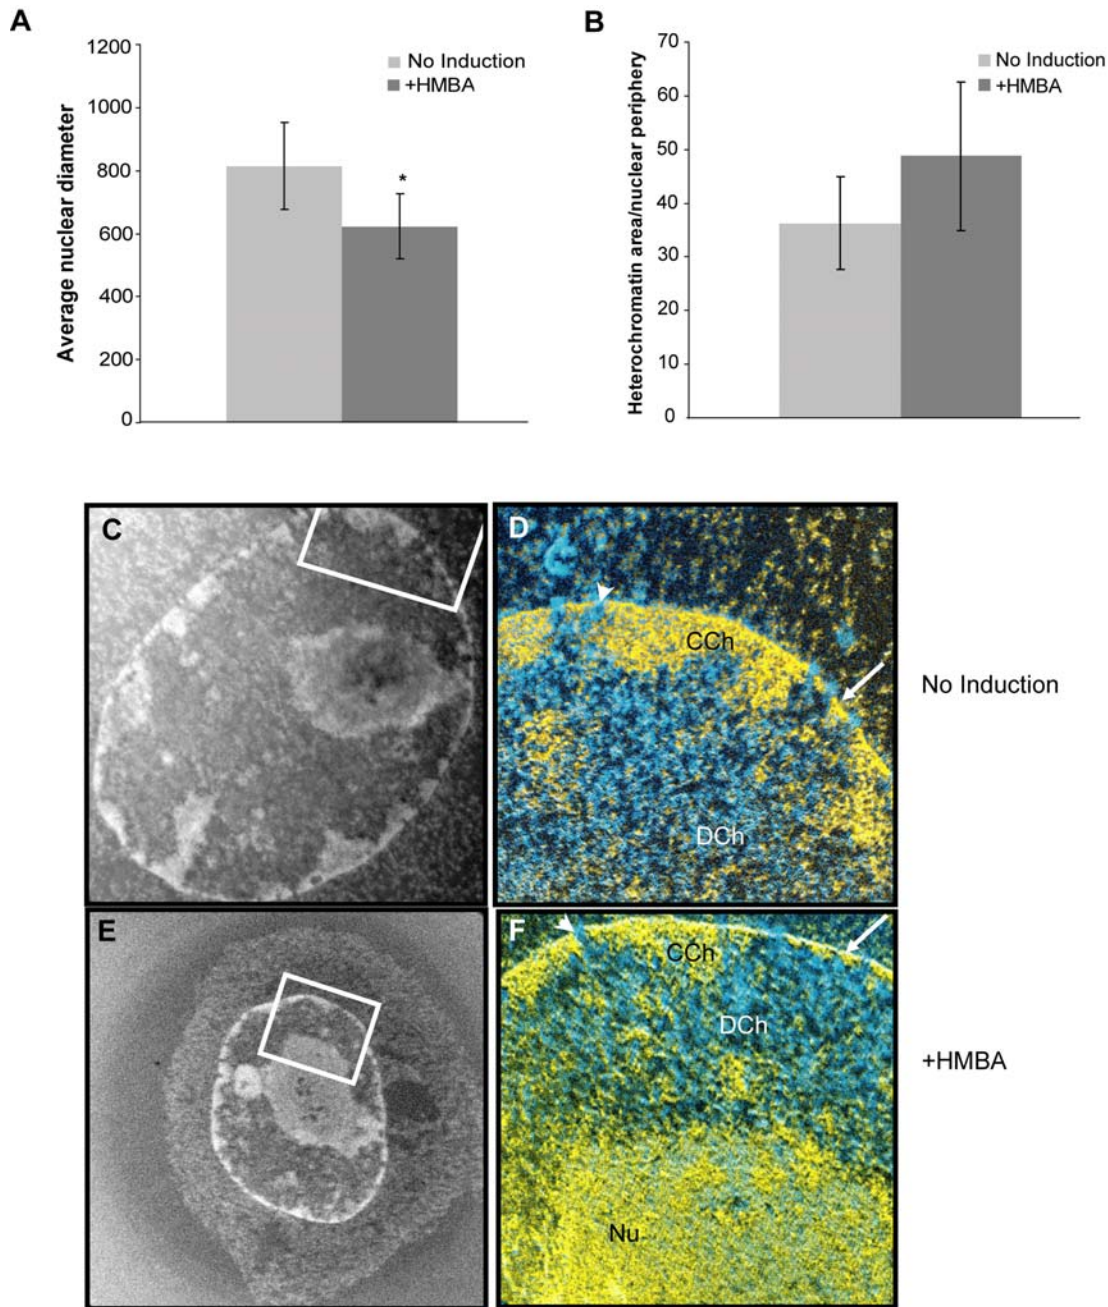 A
Average nuclear diameter
1200
1000
800
600
400
200
0
No Induction
+HMBA
*
B
Heterochromatin area/nuclear periphery
70
60
50
40
30
20
10
0
No Induction
+HMBA
C
D
CCh
DCh
No Induction
E
F
CCh
DCh
Nu
+HMBA